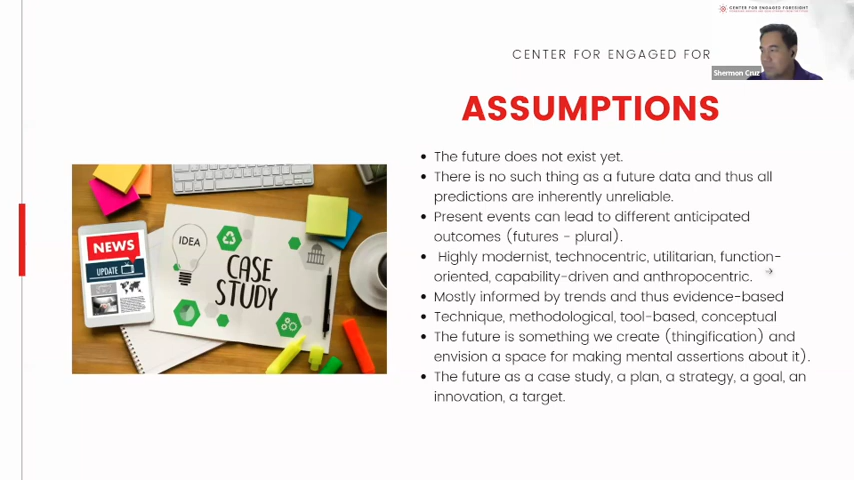 CENTER FOR ENGAGED FORESIGHT
CENTER FOR ENGAGED FOR
Shermon Cruz
ASSUMPTIONS
• The future does not exist yet.
• There is no such thing as a future data and thus all
predictions are inherently unreliable.
• Present events can lead to different anticipated
outcomes (futures - plural).
• Highly modernist, technocentric, utilitarian, function-
oriented, capability-driven and anthropocentric.
• Mostly informed by trends and thus evidence-based
• Technique, methodological, tool-based, conceptual
• The future is something we create (thingification) and
envision a space for making mental assertions about it).
• The future as a case study, a plan, a strategy, a goal, an
innovation, a target.
NEWS
UPDATE
IDEA
CASE
STUDY